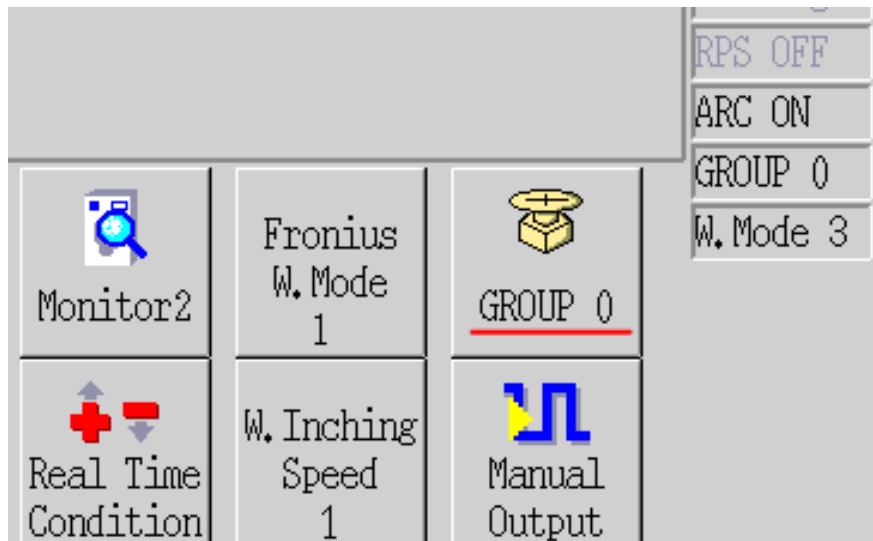 RPS OFF
ARC ON
GROUP 0
W.Mode 3
Monitor2
Fronius
W.Mode
1
GROUP 0
Real Time
Condition
W.Inching
Speed
1
Manual
Output